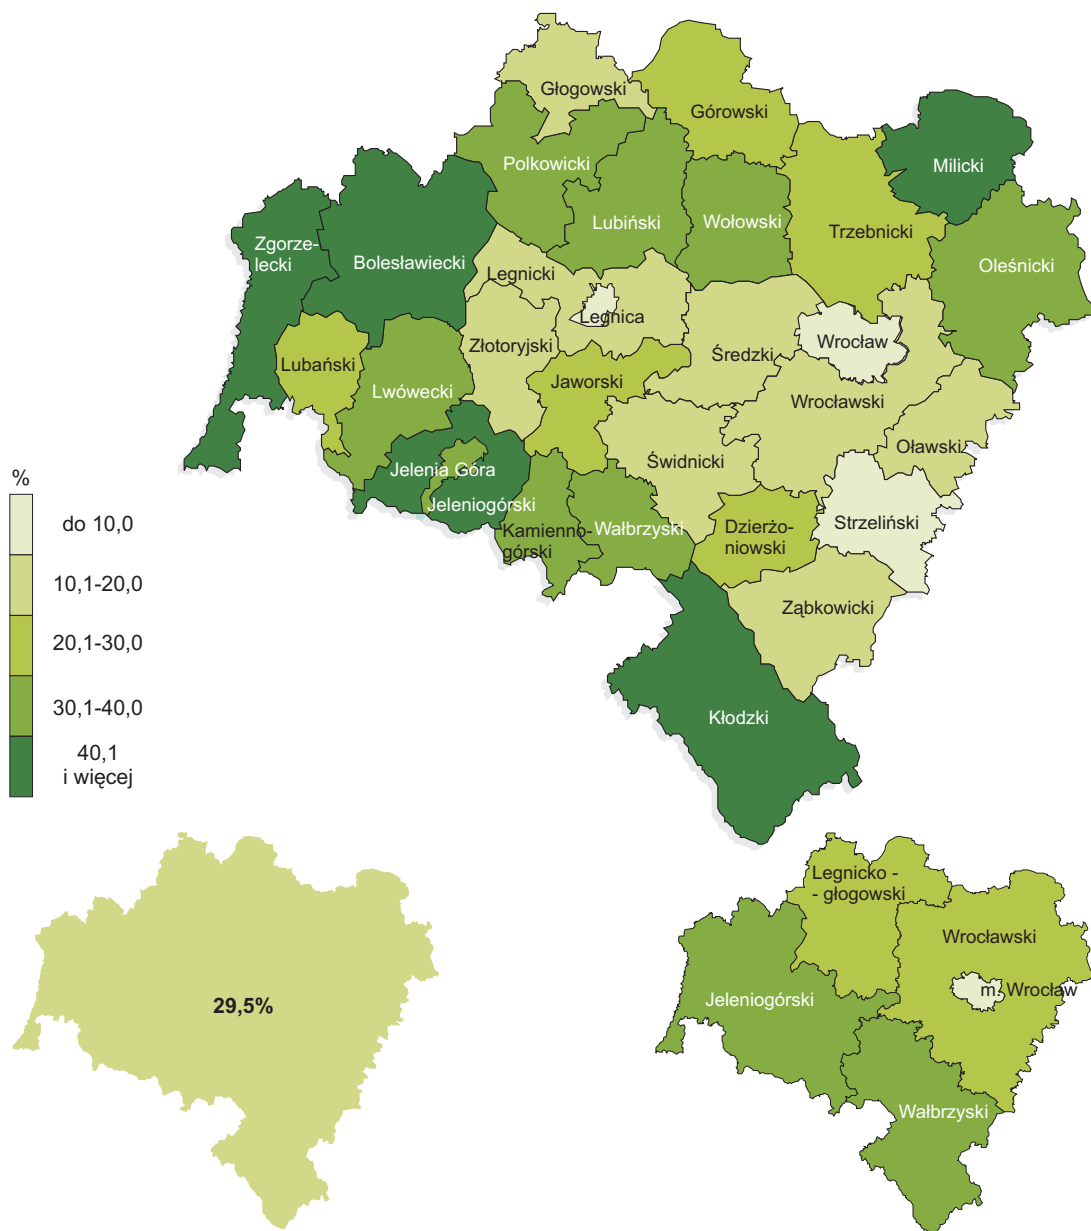 Głogowski
Górowski
Milicki
Polkowicki
Lubiński
Wołowski
Trzebnicki
Oleśnicki
Zgorze-
lecki
Bolesławiecki
Legnicki
Legnica
Wrocław
Złotoryjski
Średzki
Lubański
Jaworski
Lwówecki
Wrocławski
Oławski
Świdnicki
Jelenia Góra
Jeleniogórski
Kamienno-
górski
Wałbrzyski
Dzierżo-
niowski
Strzeliński
Ząbkowicki
Kłodzki
%
do 10,0
10,1-20,0
20,1-30,0
30,1-40,0
40,1
i więcej
29,5%
Legnicko -
- głogowski
Wrocławski
m. Wrocław
Jeleniogórski
Wałbrzyski